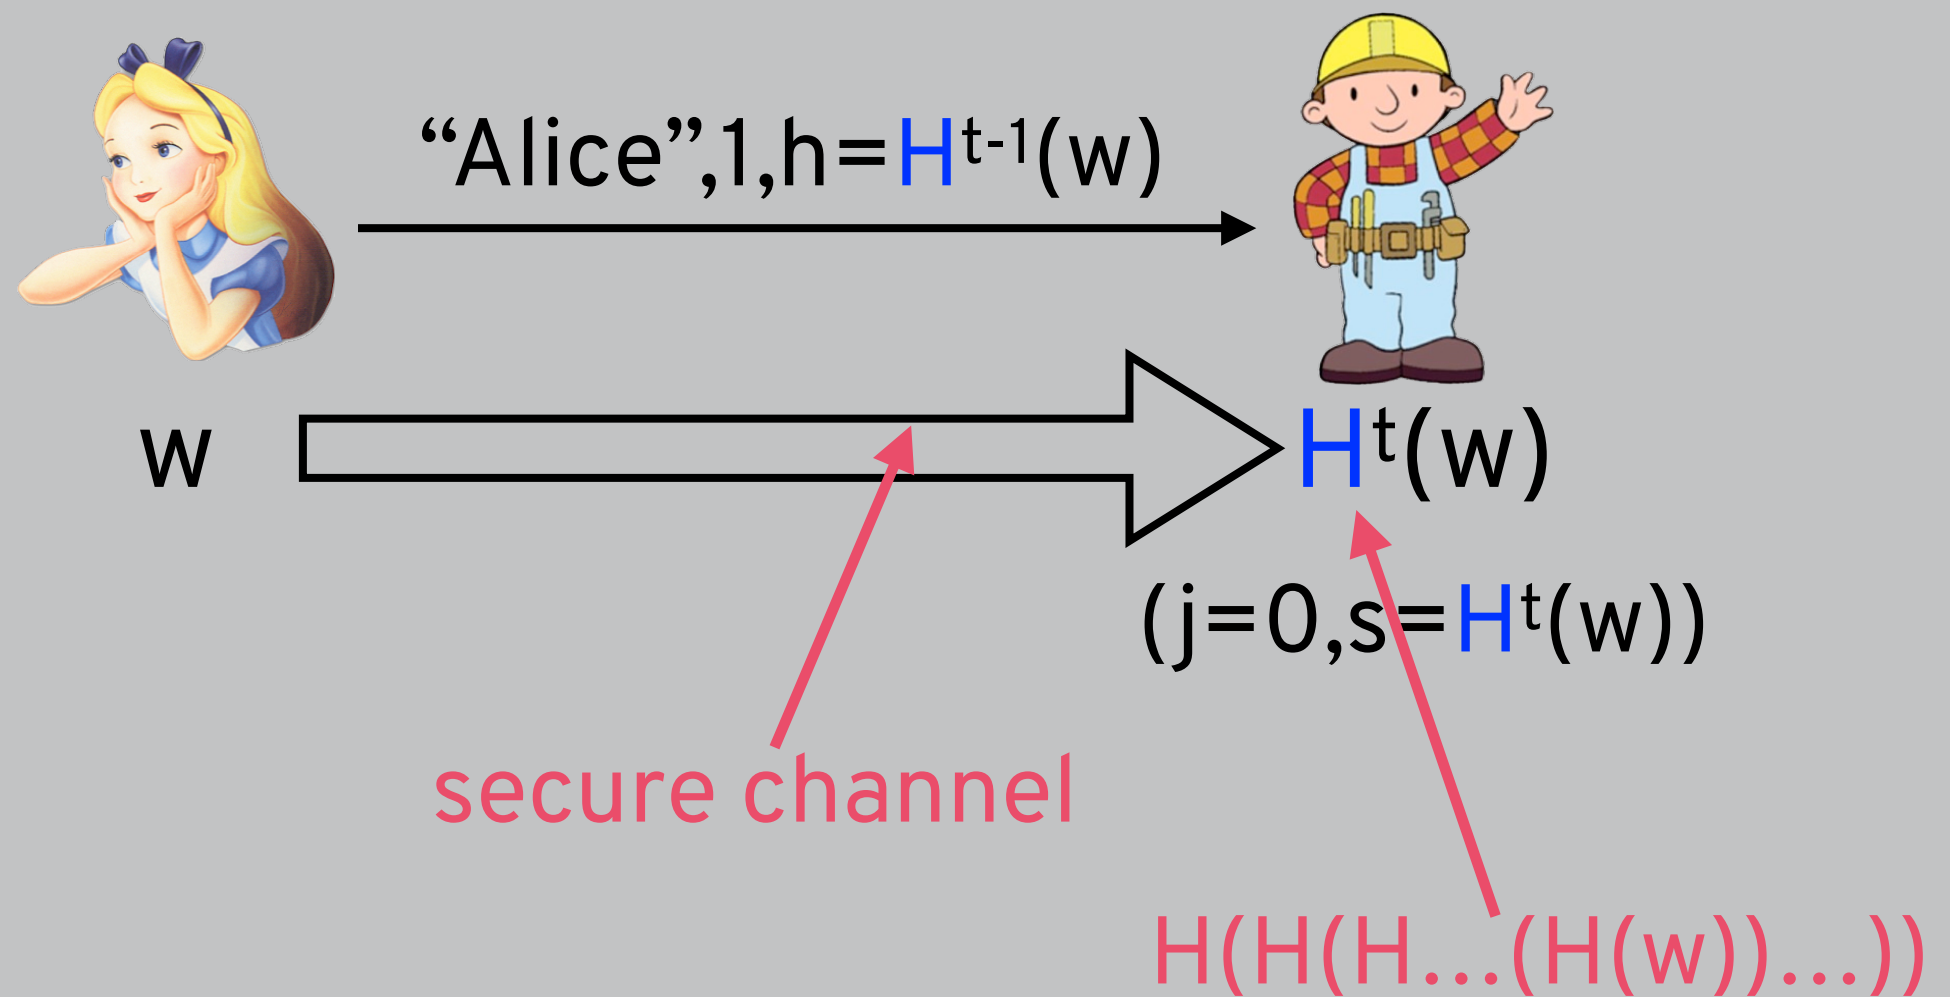 “Alice”,1,h=Hᵗ⁻¹(w)
w
Hᵗ(w)
(j=0,s=Hᵗ(w))
secure channel
H(H(H...(H(w))...))